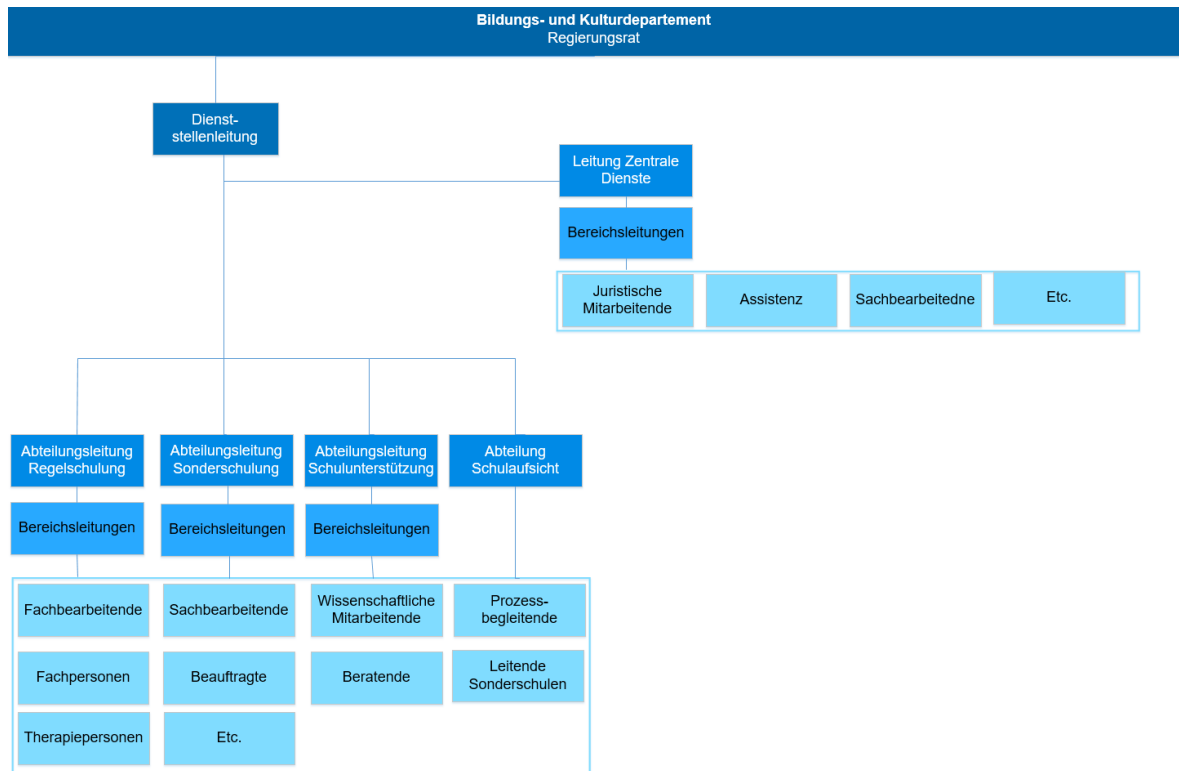 Bildungs- und Kulturdepartement
Regierungsrat
Dienst-
stellenleitung
Leitung Zentrale
Dienste
Bereichsleitungen
Juristische
Mitarbeitende
Assistenz
Sachbearbeitedne
Etc.
Abteilungsleitung
Regelschulung
Abteilungsleitung
Sonderschulung
Abteilungsleitung
Schulunterstützung
Abteilung
Schulaufsicht
Bereichsleitungen
Bereichsleitungen
Bereichsleitungen
Fachbearbeitende
Sachbearbeitende
Wissenschaftliche
Mitarbeitende
Prozess-
begleitende
Fachpersonen
Beauftragte
Beratende
Leitende
Sonderschulen
Therapiepersonen
Etc.